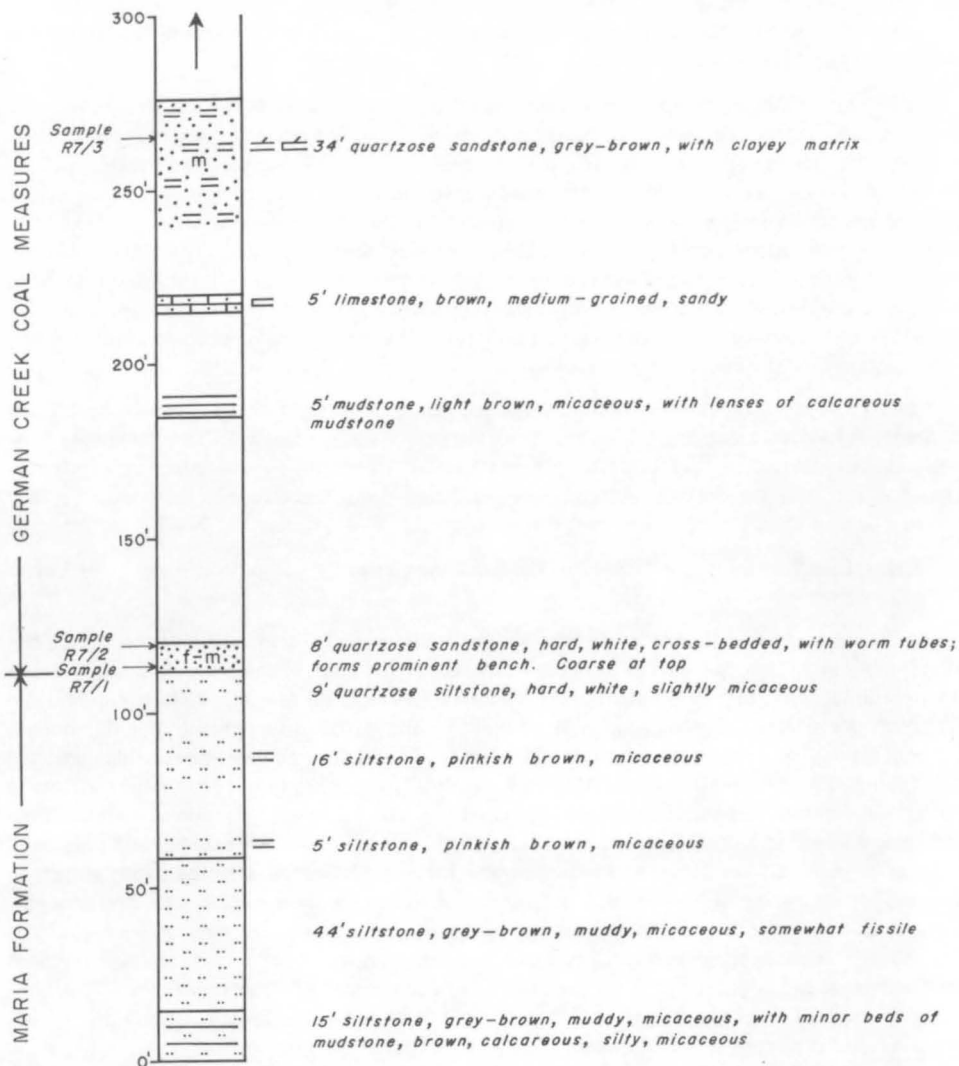 300'
Sample
R7/3
m
34' quartzose sandstone, grey-brown, with clayey matrix
250'
5' limestone, brown, medium-grained, sandy
200'
5' mudstone, light brown, micaceous, with lenses of calcareous
mudstone
150'
Sample
R7/2
f-m
8' quartzose sandstone, hard, white, cross-bedded, with worm tubes;
forms prominent bench. Coarse at top
Sample
R7/1
9' quartzose siltstone, hard, white, slightly micaceous
100'
16' siltstone, pinkish brown, micaceous
5' siltstone, pinkish brown, micaceous
50'
44' siltstone, grey-brown, muddy, micaceous, somewhat fissile
15' siltstone, grey-brown, muddy, micaceous, with minor beds of
mudstone, brown, calcareous, silty, micaceous
0'
GERMAN CREEK COAL MEASURES
MARIA FORMATION